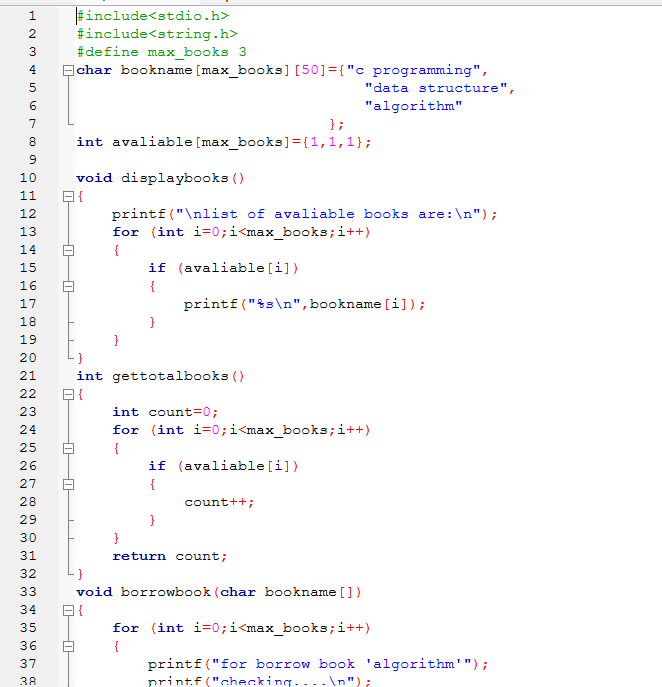 1 #include<stdio.h>
2 #include<string.h>
3 #define max_books 3
4 char bookname[max_books][50]={"c programming",
5 "data structure",
6 "algorithm"
7 };
8 int avaliable[max_books]={1,1,1};
9
10 void displaybooks()
11 {
12 printf("\nlist of avaliable books are:\n");
13 for (int i=0;i<max_books;i++)
14 {
15 if (avaliable[i])
16 {
17 printf("%s\n",bookname[i]);
18 }
19 }
20 }
21 int gettotalbooks()
22 {
23 int count=0;
24 for (int i=0;i<max_books;i++)
25 {
26 if (avaliable[i])
27 {
28 count++;
29 }
30 }
31 return count;
32 }
33 void borrowbook(char bookname[])
34 {
35 for (int i=0;i<max_books;i++)
36 {
37 printf("for borrow book 'algorithm'");
38 printf("checking....\n");